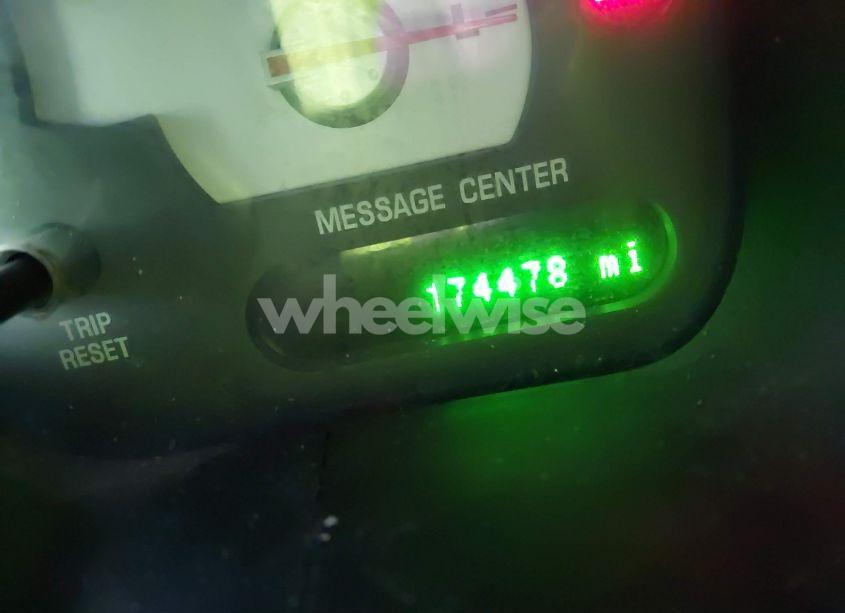 MESSAGE CENTER
174478 mi
wheelwise
TRIP
RESET